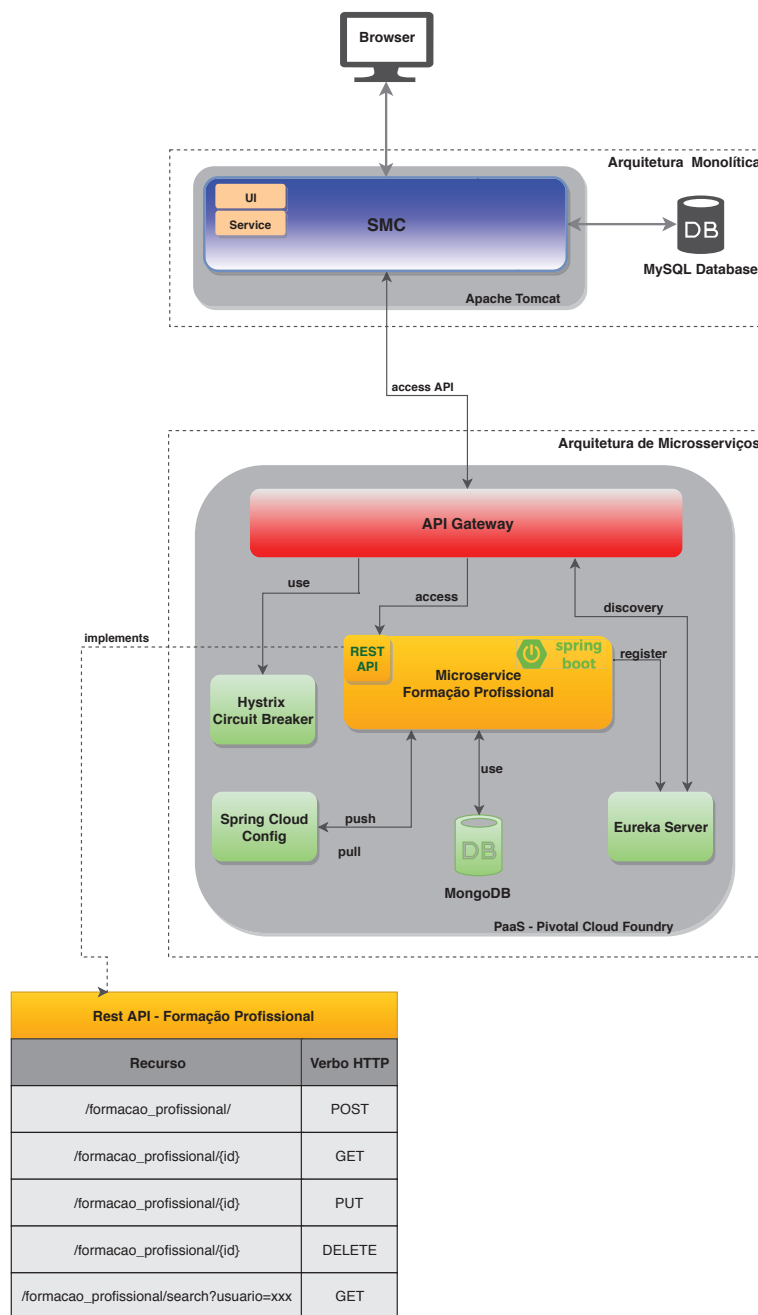 Browser
Arquitetura Monolítica
UI
Service
SMC
DB
MySQL Database
Apache Tomcat
access API
Arquitetura de Microsserviços
API Gateway
use
access
discovery
implements
REST
API
spring
boot
register
Microservice
Formação Profissional
Hystrix
Circuit Breaker
use
Spring Cloud
Config
push
pull
DB
MongoDB
Eureka Server
PaaS - Pivotal Cloud Foundry
Rest API - Formação Profissional
Recurso Verbo HTTP
/formacao_profissional/ POST
/formacao_profissional/{id} GET
/formacao_profissional/{id} PUT
/formacao_profissional/{id} DELETE
/formacao_profissional/search?usuario=xxx GET